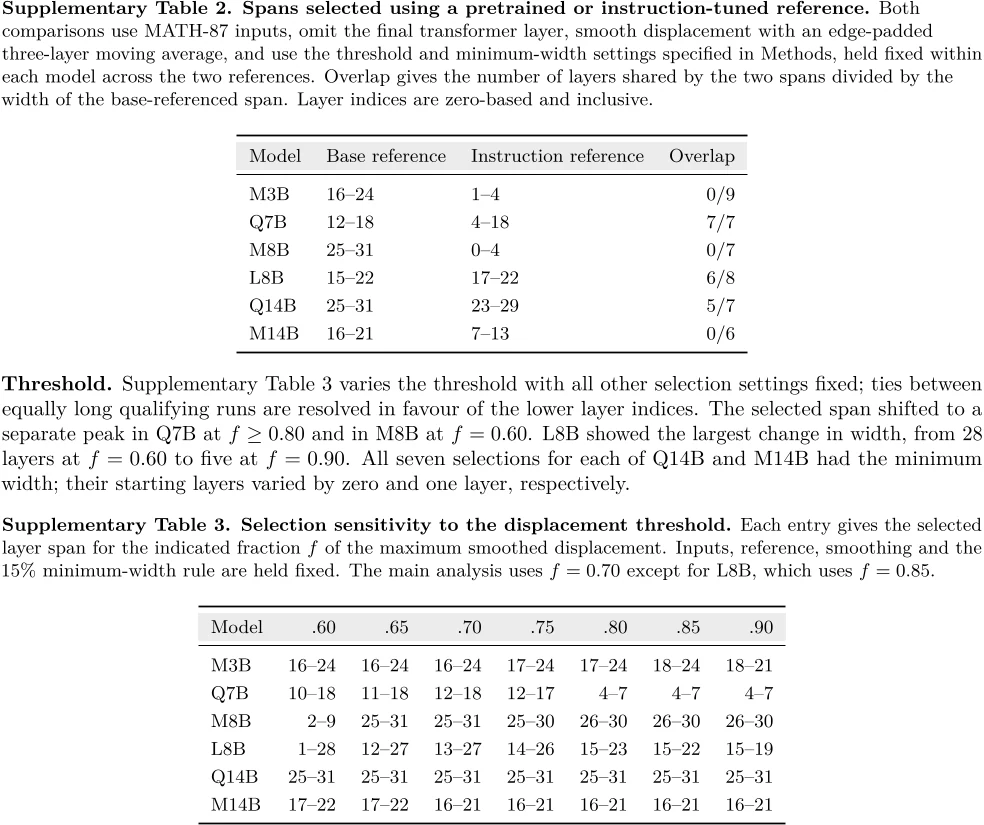 Supplementary Table 2. Spans selected using a pretrained or instruction-tuned reference. Both
comparisons use MATH-87 inputs, omit the final transformer layer, smooth displacement with an edge-padded
three-layer moving average, and use the threshold and minimum-width settings specified in Methods, held fixed within
each model across the two references. Overlap gives the number of layers shared by the two spans divided by the
width of the base-referenced span. Layer indices are zero-based and inclusive.
Model Base reference Instruction reference Overlap
M3B 16–24 1–4 0/9
Q7B 12–18 4–18 7/7
M8B 25–31 0–4 0/7
L8B 15–22 17–22 6/8
Q14B 25–31 23–29 5/7
M14B 16–21 7–13 0/6
Threshold. Supplementary Table 3 varies the threshold with all other selection settings fixed; ties between
equally long qualifying runs are resolved in favour of the lower layer indices. The selected span shifted to a
separate peak in Q7B at f ≥ 0.80 and in M8B at f = 0.60. L8B showed the largest change in width, from 28
layers at f = 0.60 to five at f = 0.90. All seven selections for each of Q14B and M14B had the minimum
width; their starting layers varied by zero and one layer, respectively.
Supplementary Table 3. Selection sensitivity to the displacement threshold. Each entry gives the selected
layer span for the indicated fraction f of the maximum smoothed displacement. Inputs, reference, smoothing and the
15% minimum-width rule are held fixed. The main analysis uses f = 0.70 except for L8B, which uses f = 0.85.
Model .60 .65 .70 .75 .80 .85 .90
M3B 16–24 16–24 16–24 17–24 17–24 18–24 18–21
Q7B 10–18 11–18 12–18 12–17 4–7 4–7 4–7
M8B 2–9 25–31 25–31 25–30 26–30 26–30 26–30
L8B 1–28 12–27 13–27 14–26 15–23 15–22 15–19
Q14B 25–31 25–31 25–31 25–31 25–31 25–31 25–31
M14B 17–22 17–22 16–21 16–21 16–21 16–21 16–21